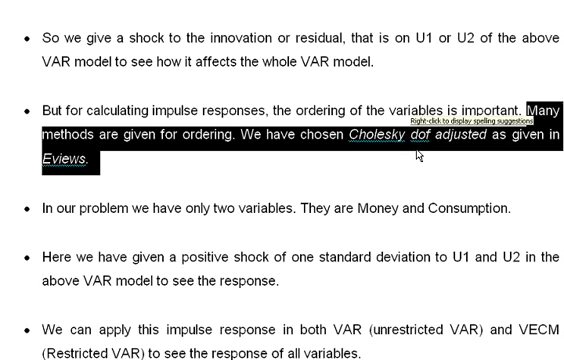 So we give a shock to the innovation or residual, that is on U1 or U2 of the above
VAR model to see how it affects the whole VAR model.
But for calculating impulse responses, the ordering of the variables is important. Many
Right-click to display spelling suggestions
methods are given for ordering. We have chosen Cholesky dof adjusted as given in
Eviews.
In our problem we have only two variables. They are Money and Consumption.
Here we have given a positive shock of one standard deviation to U1 and U2 in the
above VAR model to see the response.
We can apply this impulse response in both VAR (unrestricted VAR) and VECM
(Restricted VAR) to see the response of all variables.